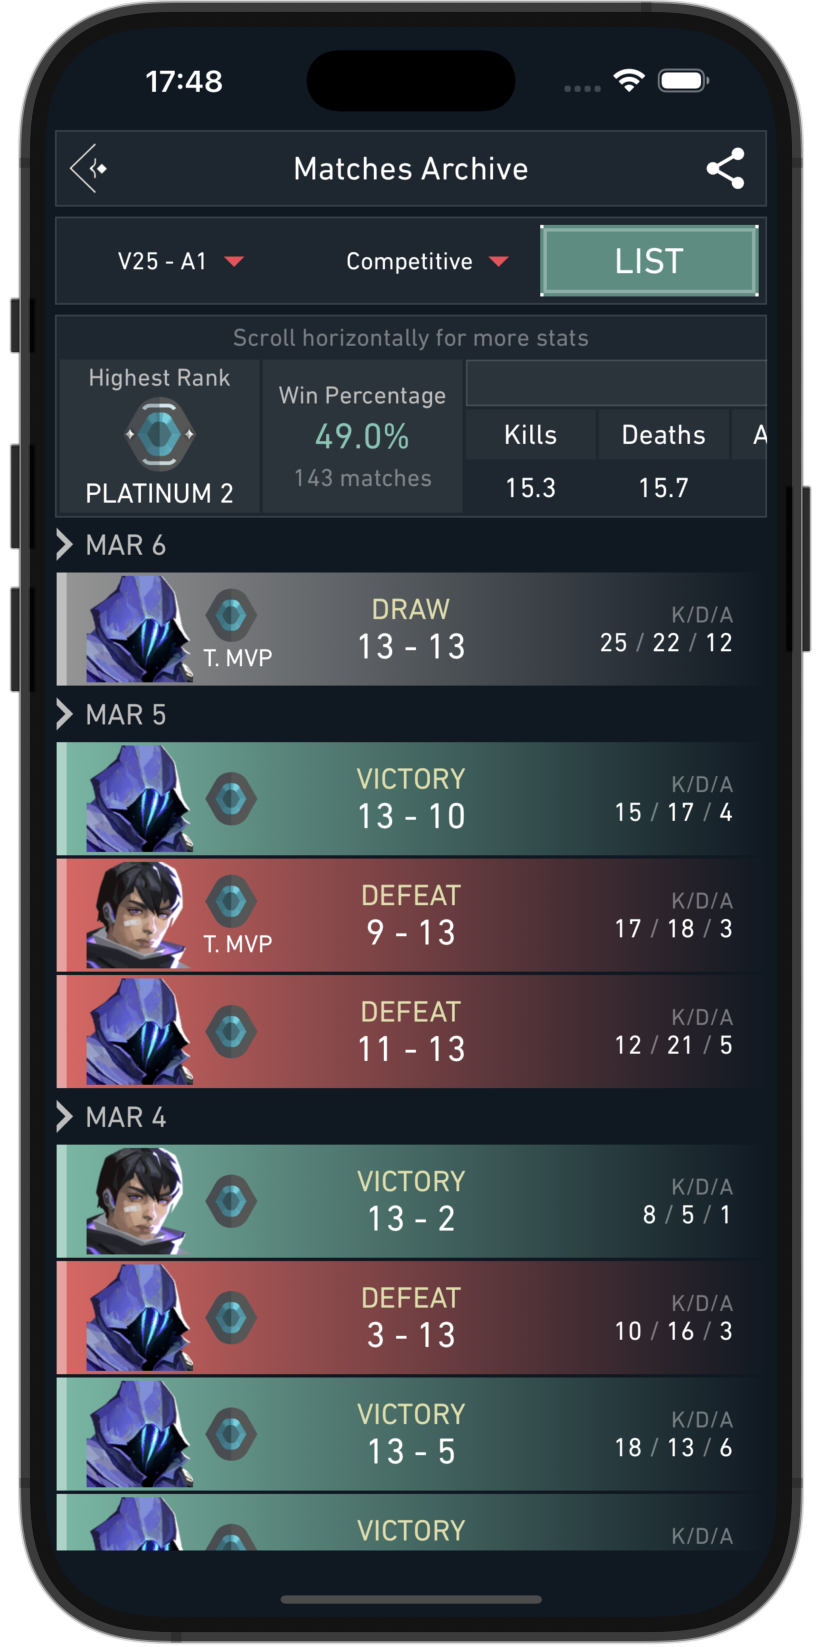 17:48
Matches Archive
V25 - A1
Competitive
LIST
Scroll horizontally for more stats
Highest Rank
PLATINUM 2
Win Percentage
49.0%
143 matches
Kills
Deaths
A
15.3
15.7
MAR 6
T. MVP
DRAW
13 - 13
K/D/A
25 / 22 / 12
MAR 5
VICTORY
13 - 10
K/D/A
15 / 17 / 4
T. MVP
DEFEAT
9 - 13
K/D/A
17 / 18 / 3
DEFEAT
11 - 13
K/D/A
12 / 21 / 5
MAR 4
VICTORY
13 - 2
K/D/A
8 / 5 / 1
DEFEAT
3 - 13
K/D/A
10 / 16 / 3
VICTORY
13 - 5
K/D/A
18 / 13 / 6
VICTORY
K/D/A